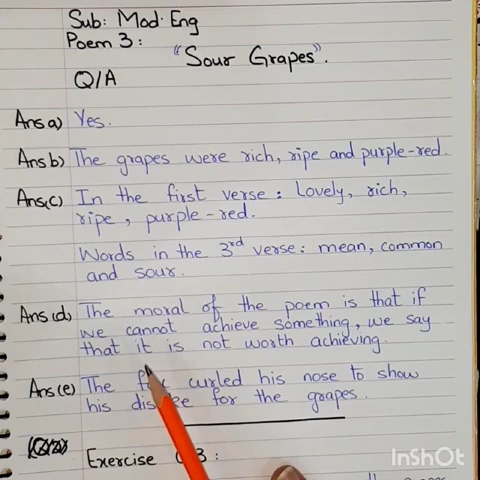 Sub: Mod. Eng
Poem 3:
"Sour Grapes".
Q/A
Ans a) Yes.
Ans b) The grapes were rich, ripe and purple-red.
Ans (c) In the first verse: Lovely, rich,
ripe, purple-red.
Words in the 3rd verse: mean, common
and sour.
Ans (d) The moral of the poem is that if
we cannot achieve something, we say
that it is not worth achieving.
Ans (e) The curled his nose to show
his for the grapes.
Exercise 3:
InShOt